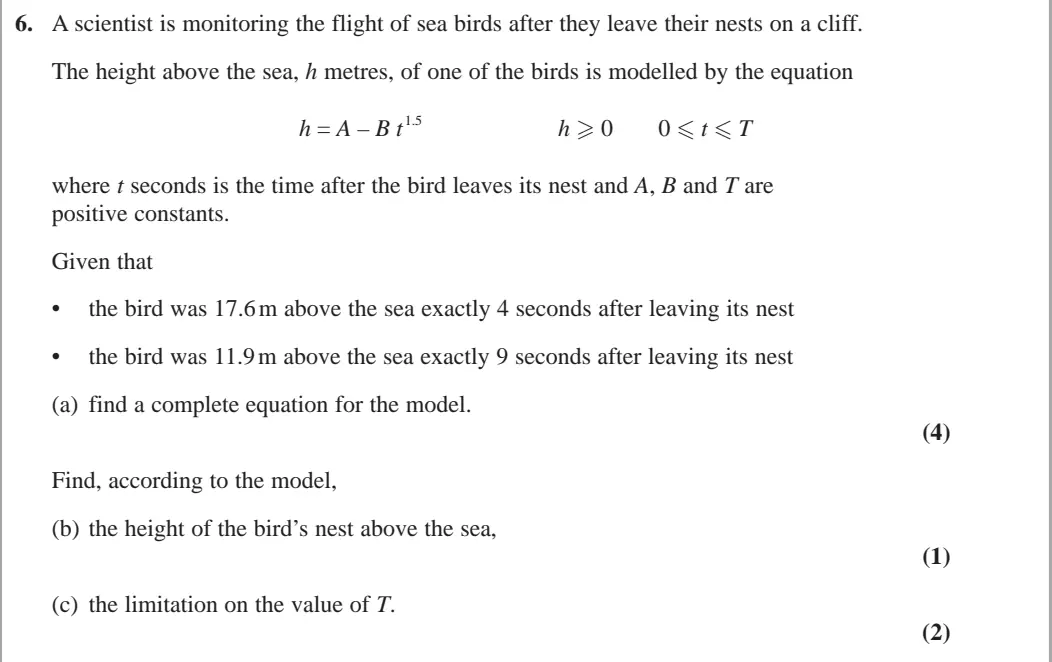 6. A scientist is monitoring the flight of sea birds after they leave their nests on a cliff.
The height above the sea, h metres, of one of the birds is modelled by the equation
h = A – B t^1.5 h ⩾ 0 0 ⩽ t ⩽ T
where t seconds is the time after the bird leaves its nest and A, B and T are
positive constants.
Given that
• the bird was 17.6 m above the sea exactly 4 seconds after leaving its nest
• the bird was 11.9 m above the sea exactly 9 seconds after leaving its nest
(a) find a complete equation for the model.
(4)
Find, according to the model,
(b) the height of the bird’s nest above the sea,
(1)
(c) the limitation on the value of T.
(2)